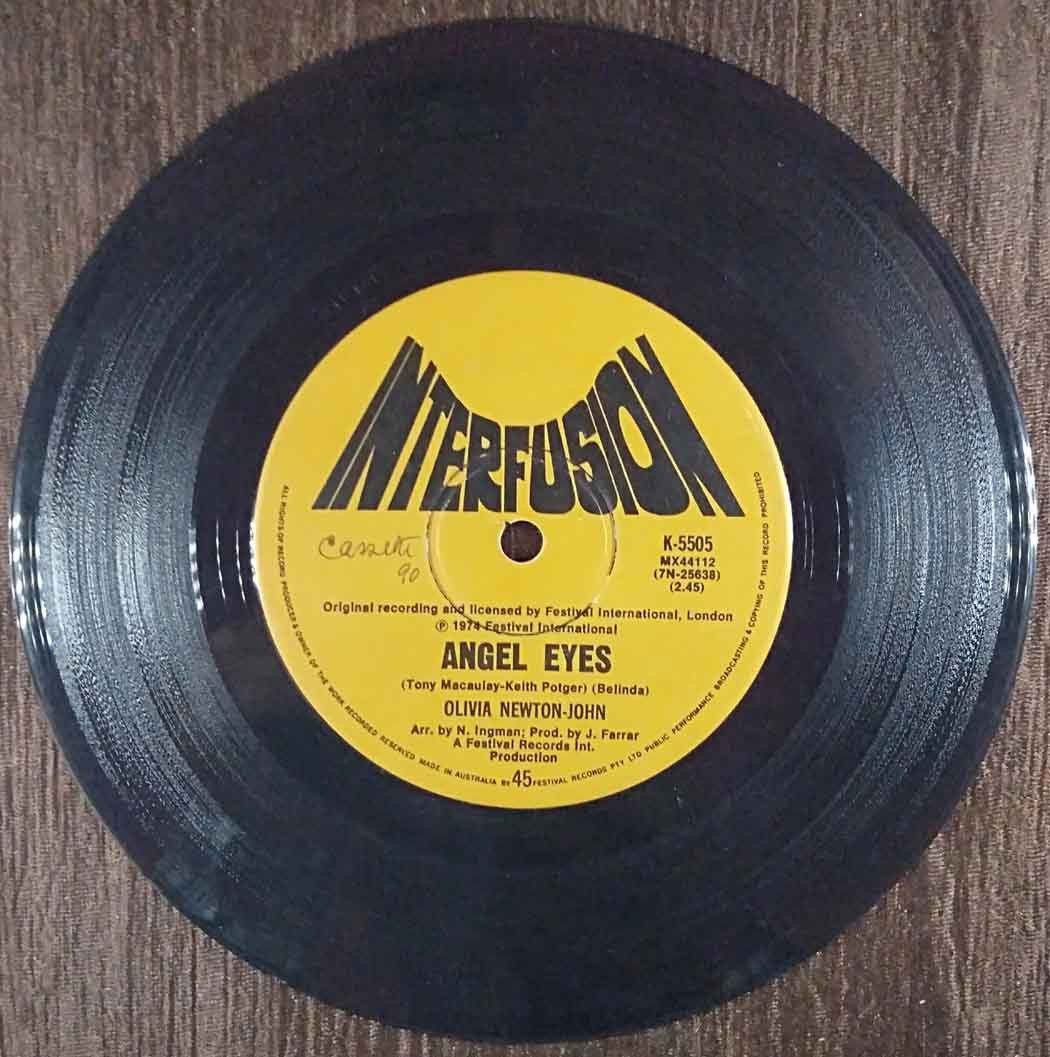 INTERFUSION
K-5505
MX44112
(7N-25638)
(2.45)
Cassette
90
Original recording and licensed by Festival International, London
℗ 1974 Festival International
ANGEL EYES
(Tony Macaulay-Keith Potger) (Belinda)
OLIVIA NEWTON-JOHN
Arr. by N. Ingman; Prod. by J. Farrar
A Festival Records Int.
Production
ALL RIGHTS OF RECORD PRODUCER & OWNER OF THE WORK RECORDED RESERVED MADE IN AUSTRALIA BY 45 FESTIVAL RECORDS PTY LTD PUBLIC PERFORMANCE BROADCASTING & COPYING OF THIS RECORD PROHIBITED